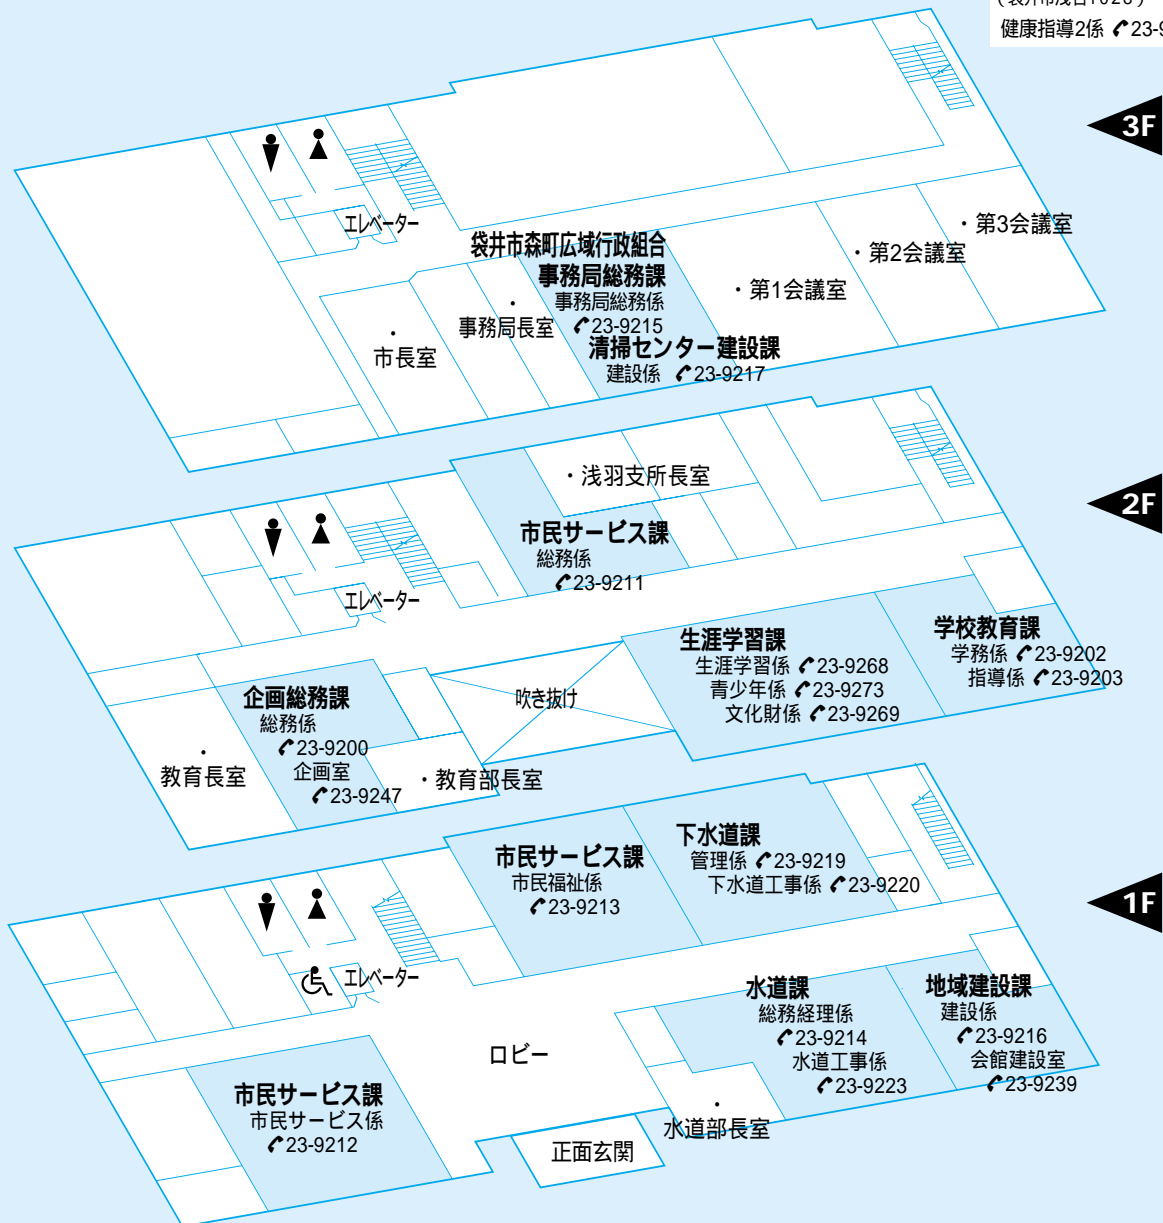 健康指導2係 23-9
3F
エレベーター
袋井市森町広域行政組合
事務局総務課
事務局総務係
23-9215
清掃センター建設課
建設係 23-9217
・事務局長室
・市長室
・第1会議室
・第2会議室
・第3会議室
2F
・浅羽支所長室
市民サービス課
総務係
23-9211
エレベーター
生涯学習課
生涯学習係 23-9268
青少年係 23-9273
文化財係 23-9269
学校教育課
学務係 23-9202
指導係 23-9203
吹き抜け
企画総務課
総務係
23-9200
企画室
23-9247
・教育長室
・教育部長室
1F
市民サービス課
市民福祉係
23-9213
下水道課
管理係 23-9219
下水道工事係 23-9220
エレベーター
ロビー
水道課
総務経理係
23-9214
水道工事係
23-9223
地域建設課
建設係
23-9216
会館建設室
23-9239
市民サービス課
市民サービス係
23-9212
・水道部長室
正面玄関